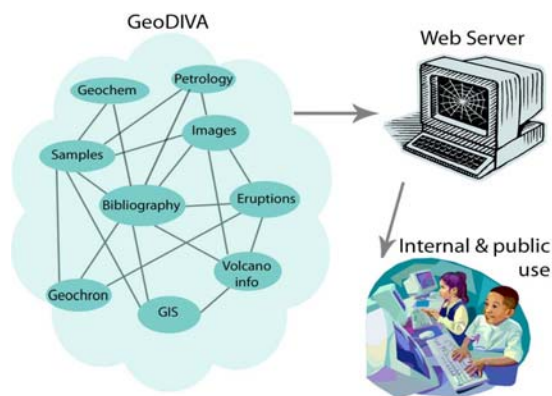 GeoDIVA
Geochem
Petrology
Images
Samples
Bibliography
Eruptions
Volcano
info
Geochron
GIS
Web Server
Internal & public
use